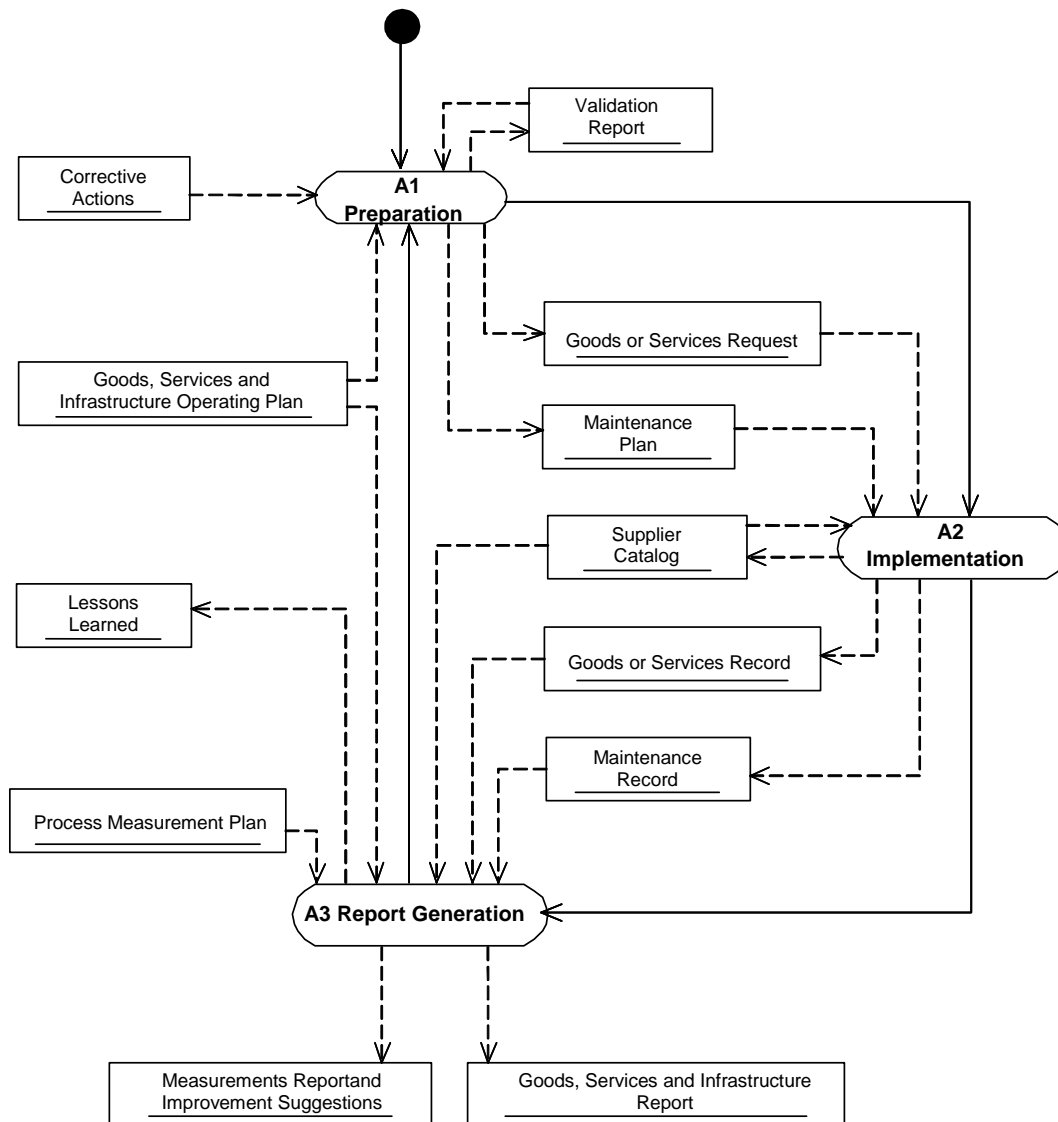 Validation
Report
Corrective
Actions
A1
Preparation
Goods or Services Request
Goods, Services and
Infrastructure Operating Plan
Maintenance
Plan
Supplier
Catalog
A2
Implementation
Lessons
Learned
Goods or Services Record
Maintenance
Record
Process Measurement Plan
A3 Report Generation
Measurements Reportand
Improvement Suggestions
Goods, Services and Infrastructure
Report